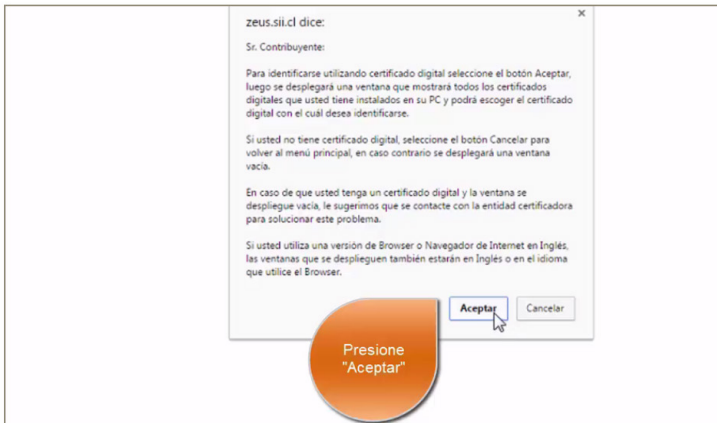 zeus.sii.cl dice:
Sr. Contribuyente:
Para identificarse utilizando certificado digital seleccione el botón Aceptar,
luego se desplegará una ventana que mostrará todos los certificados
digitales que usted tiene instalados en su PC y podrá escoger el certificado
digital con el cuál desea identificarse.
Si usted no tiene certificado digital, seleccione el botón Cancelar para
volver al menú principal, en caso contrario se desplegará una ventana
vacía.
En caso de que usted tenga un certificado digital y la ventana se
despliegue vacía, le sugerimos que se contacte con la entidad certificadora
para solucionar este problema.
Si usted utiliza una versión de Browser o Navegador de Internet en Inglés,
las ventanas que se desplieguen también estarán en Inglés o en el idioma
que utilice el Browser.
Aceptar Cancelar
Presione
"Aceptar"